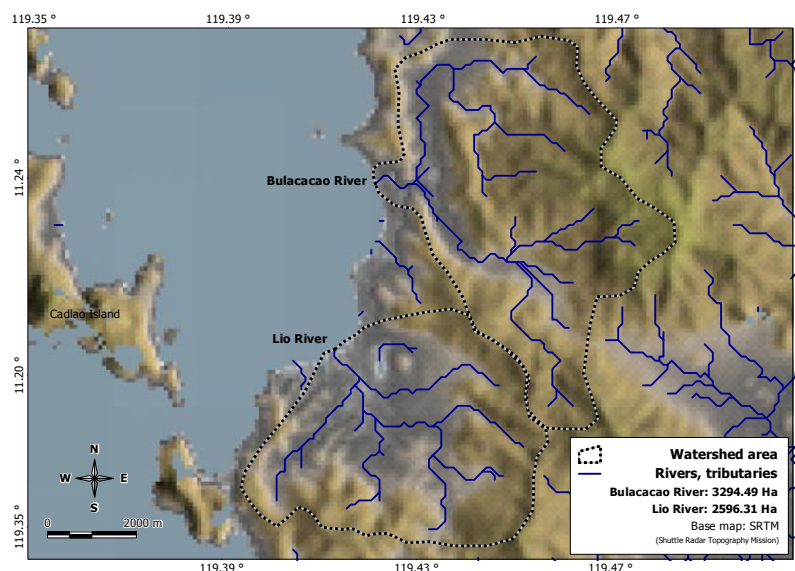 119.35 °
119.39 °
119.43 °
119.47 °
11.24 °
Bulacacao River
Cadlao Island
Lio River
11.20 °
N
W
E
S
0
2000 m
119.35 °
Watershed area
Rivers, tributaries
Bulacacao River: 3294.49 Ha
Lio River: 2596.31 Ha
Base map: SRTM
(Shuttle Radar Topography Mission)
119.39 °
119.43 °
119.47 °